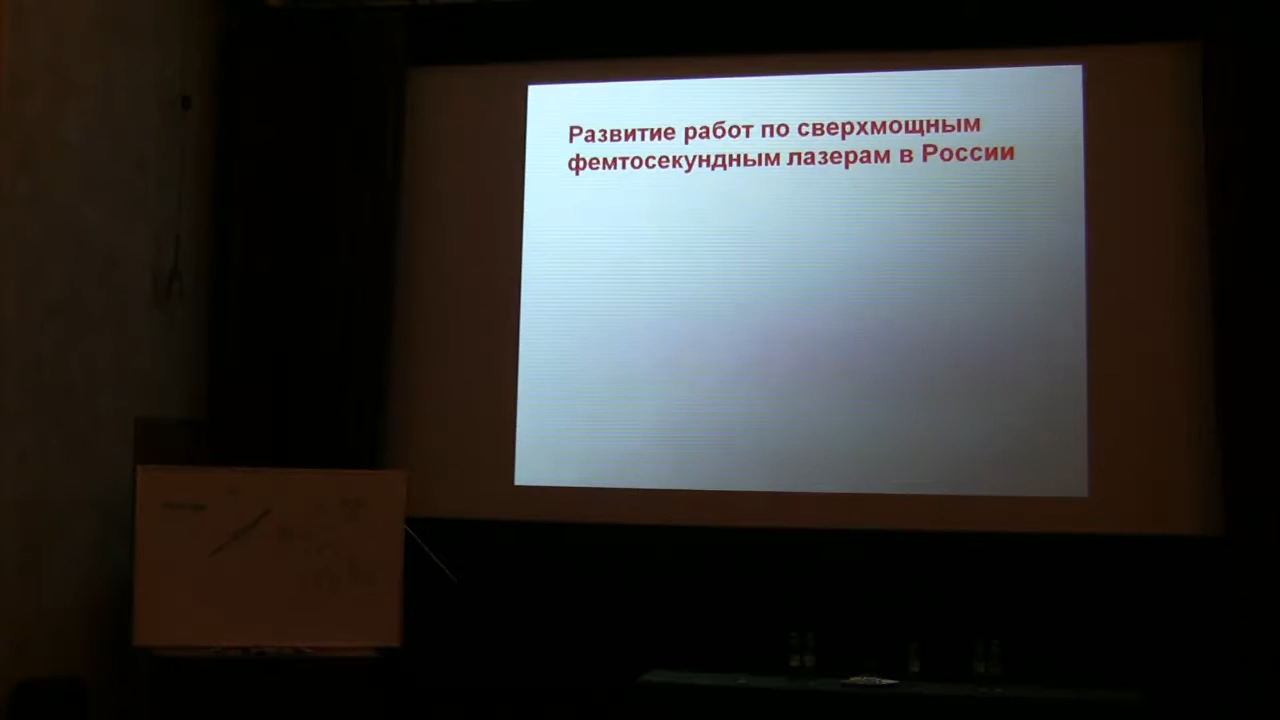 Развитие работ по сверхмощным
фемтосекундным лазерам в России